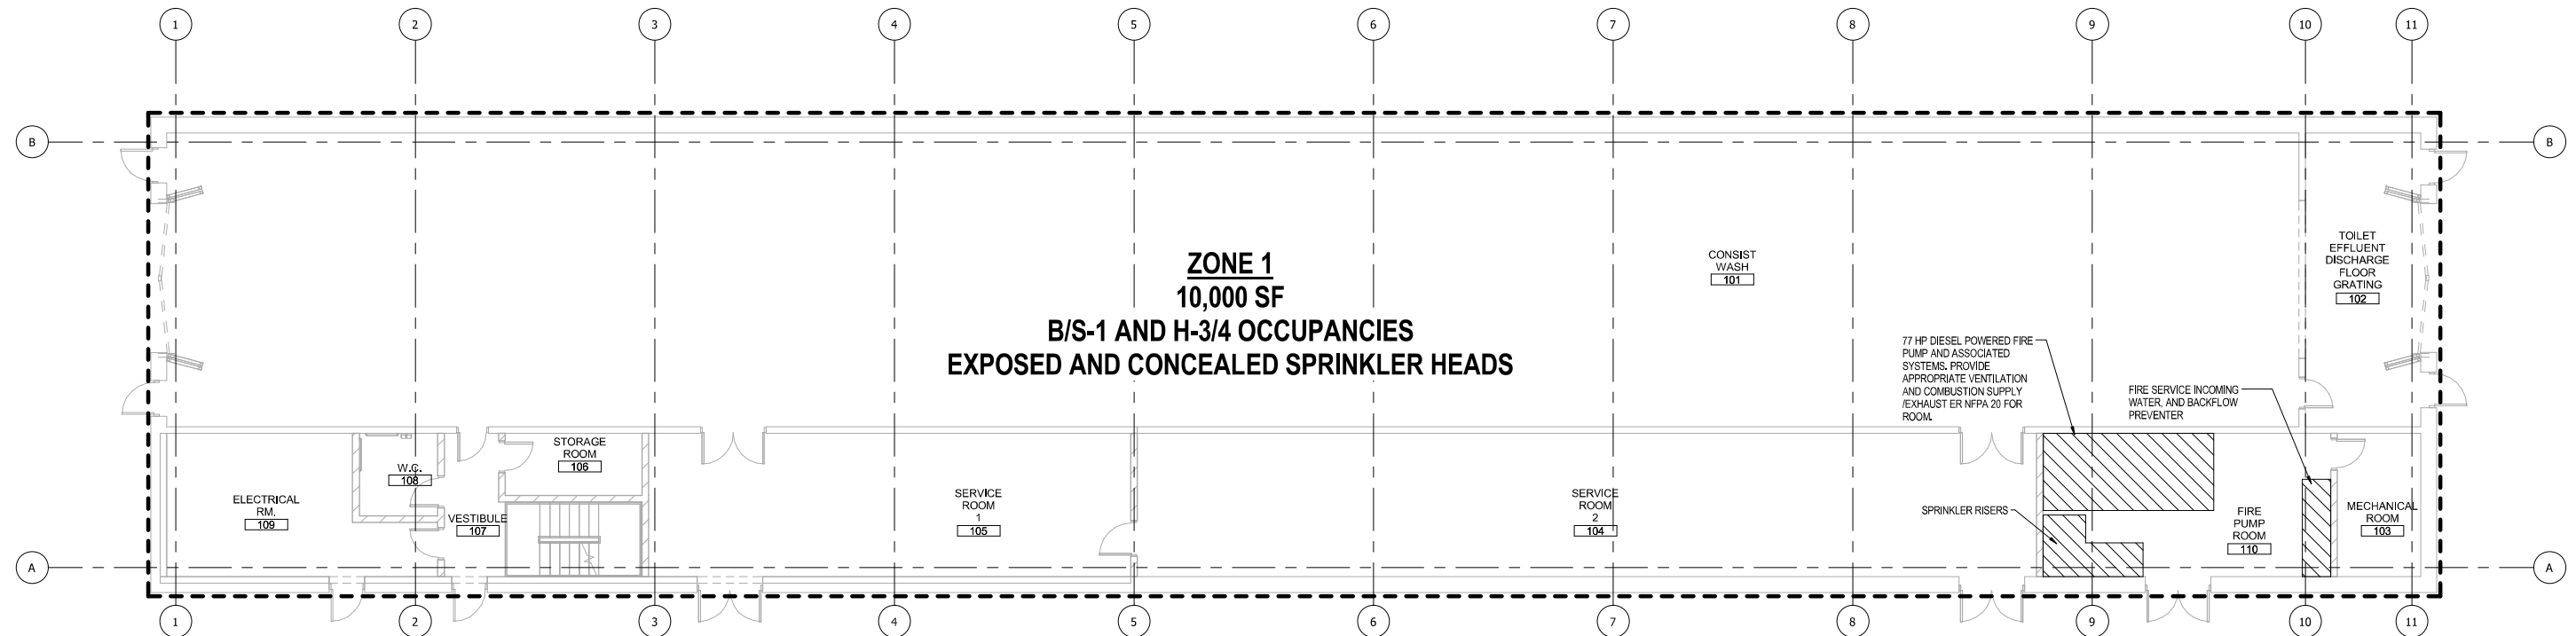 1 2 3 4 5 6 7 8 9 10 11
B B
ZONE 1
10,000 SF
B/S-1 AND H-3/4 OCCUPANCIES
EXPOSED AND CONCEALED SPRINKLER HEADS
CONSIST
WASH
101
TOILET
EFFLUENT
DISCHARGE
FLOOR
GRATING
102
77 HP DIESEL POWERED FIRE
PUMP AND ASSOCIATED
SYSTEMS. PROVIDE
APPROPRIATE VENTILATION
AND COMBUSTION SUPPLY
/EXHAUST ER NFPA 20 FOR
ROOM.
FIRE SERVICE INCOMING
WATER, AND BACKFLOW
PREVENTER
STORAGE
ROOM
106
W.C.
108
ELECTRICAL
RM.
109
VESTIBULE
107
SERVICE
ROOM
1
105
SERVICE
ROOM
2
104
SPRINKLER RISERS
FIRE
PUMP
ROOM
110
MECHANICAL
ROOM
103
A A
1 2 3 4 5 6 7 8 9 10 11